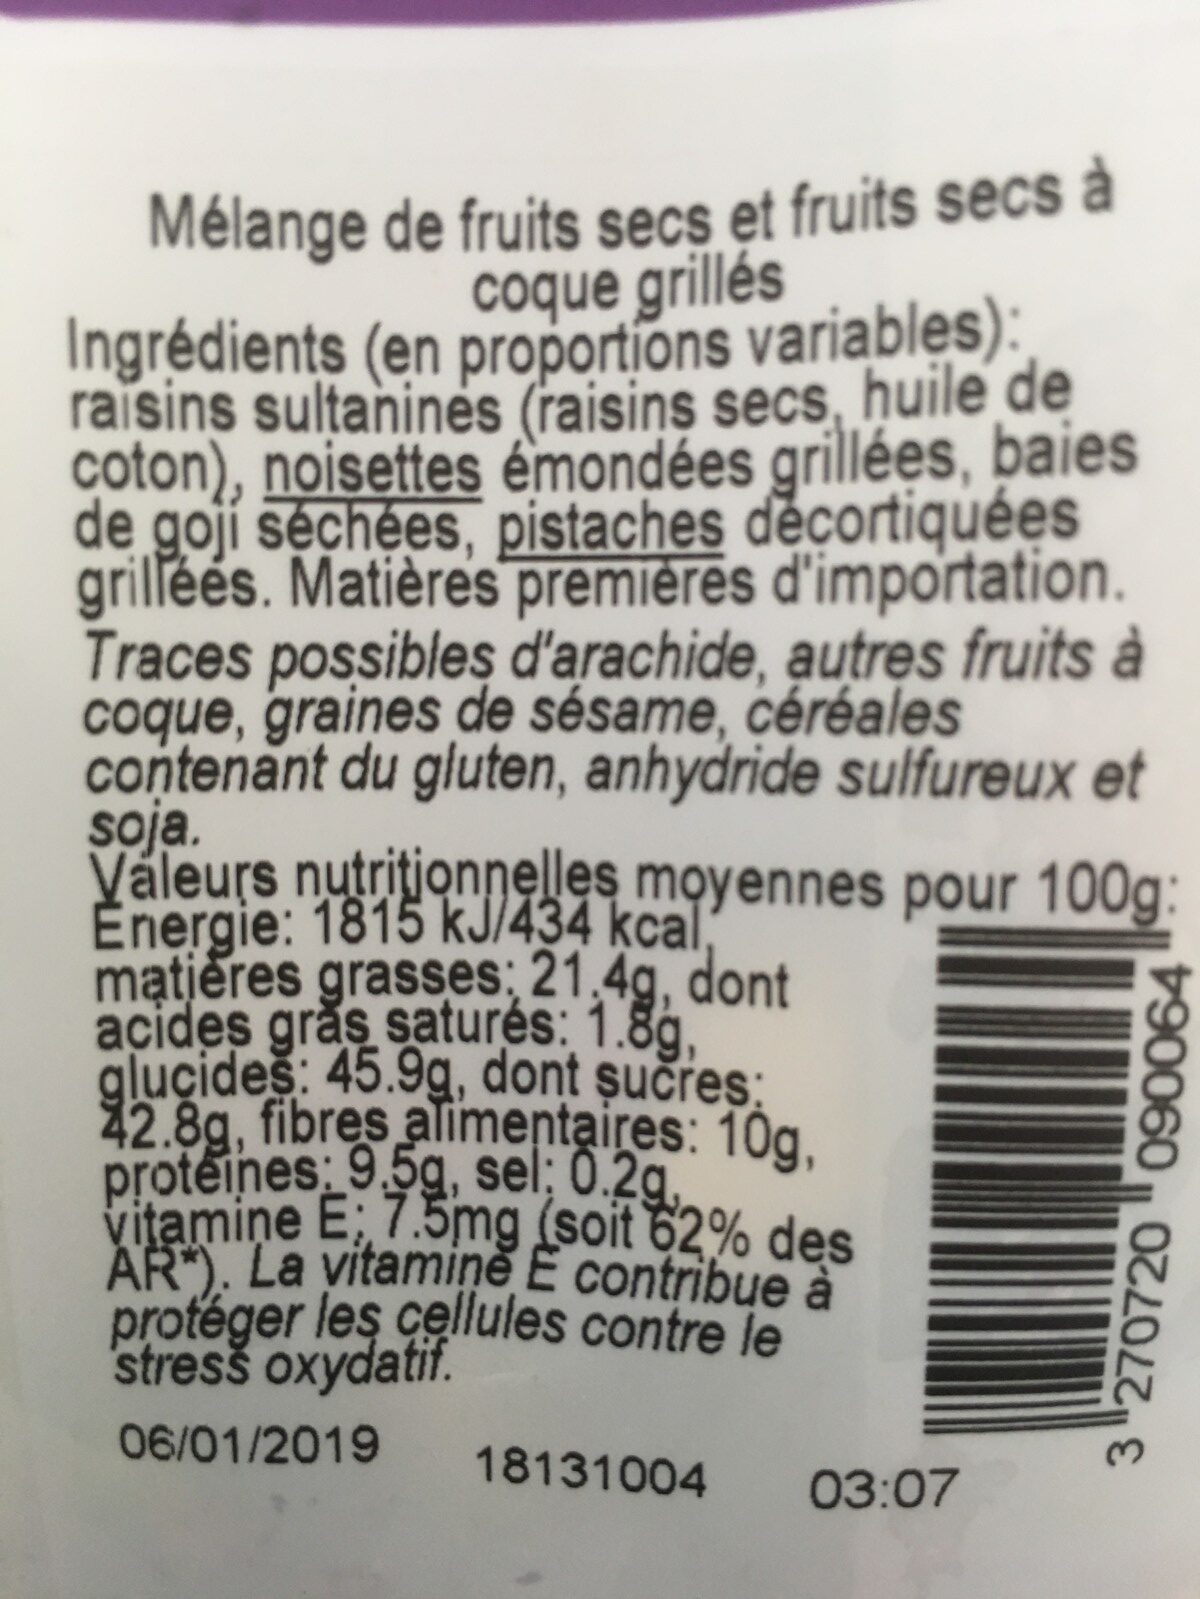 Mélange de fruits secs et fruits secs à
coque grillés
Ingrédients (en proportions variables):
raisins sultanines (raisins secs, huile de
coton), noisettes émondées grillées, baies
de goji séchées, pistaches décortiquées
grillées. Matières premières d'importation.
Traces possibles d'arachide, autres fruits à
coque, graines de sésame, céréales
contenant du gluten, anhydride sulfureux et
soja.
Valeurs nutritionnelles moyennes pour 100g:
Energie: 1815 kJ/434 kcal,
matières grasses: 21.4g, dont
acides gras saturés: 1.8g,
glucides: 45.9g, dont sucres:
42.8g, fibres alimentaires: 10g,
protéines: 9.5g, sel: 0.2g,
vitamine E: 7.5mg (soit 62% des
AR*). La vitamine E contribue à
protéger les cellules contre le
stress oxydatif.
3 270720 090064
06/01/2019 18131004 03:07